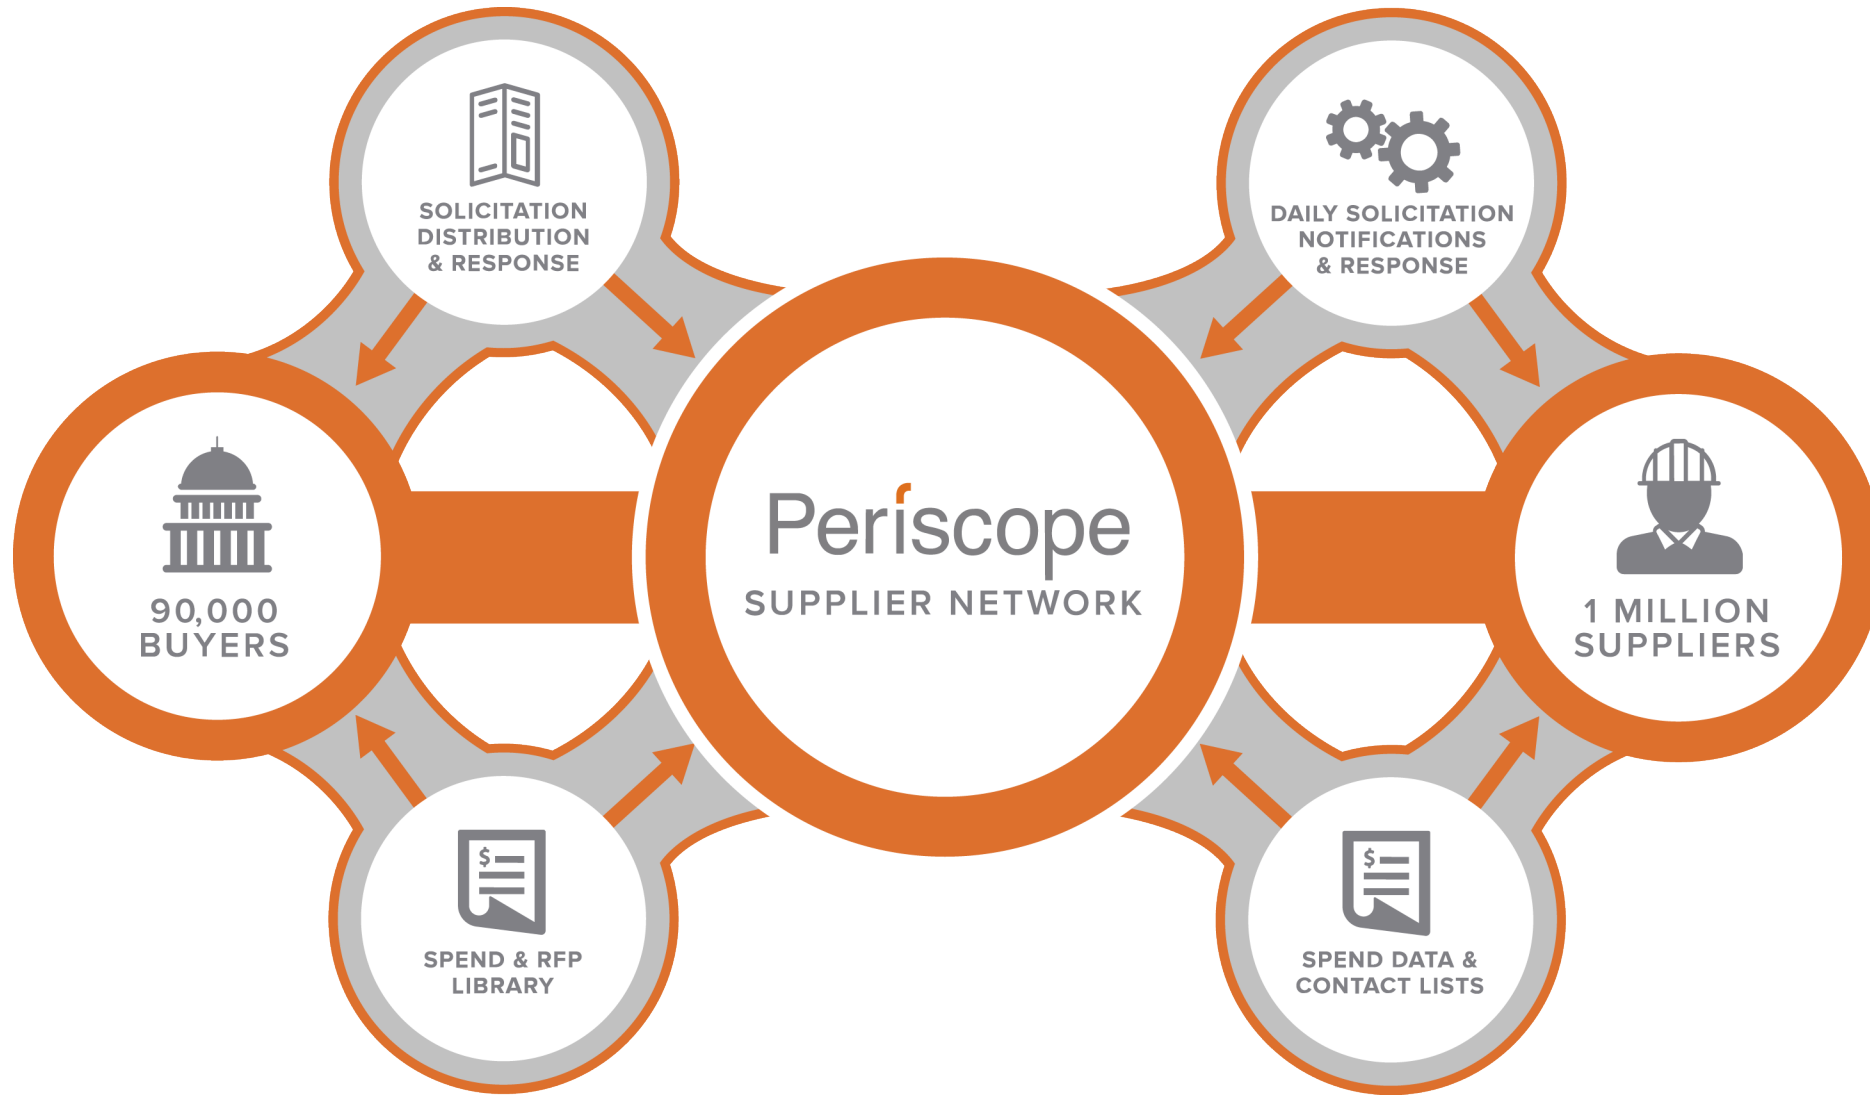 SOLICITATION
DISTRIBUTION
& RESPONSE
DAILY SOLICITATION
NOTIFICATIONS
& RESPONSE
90,000
BUYERS
Periscope
SUPPLIER NETWORK
1 MILLION
SUPPLIERS
$
SPEND & RFP
LIBRARY
$
SPEND DATA &
CONTACT LISTS